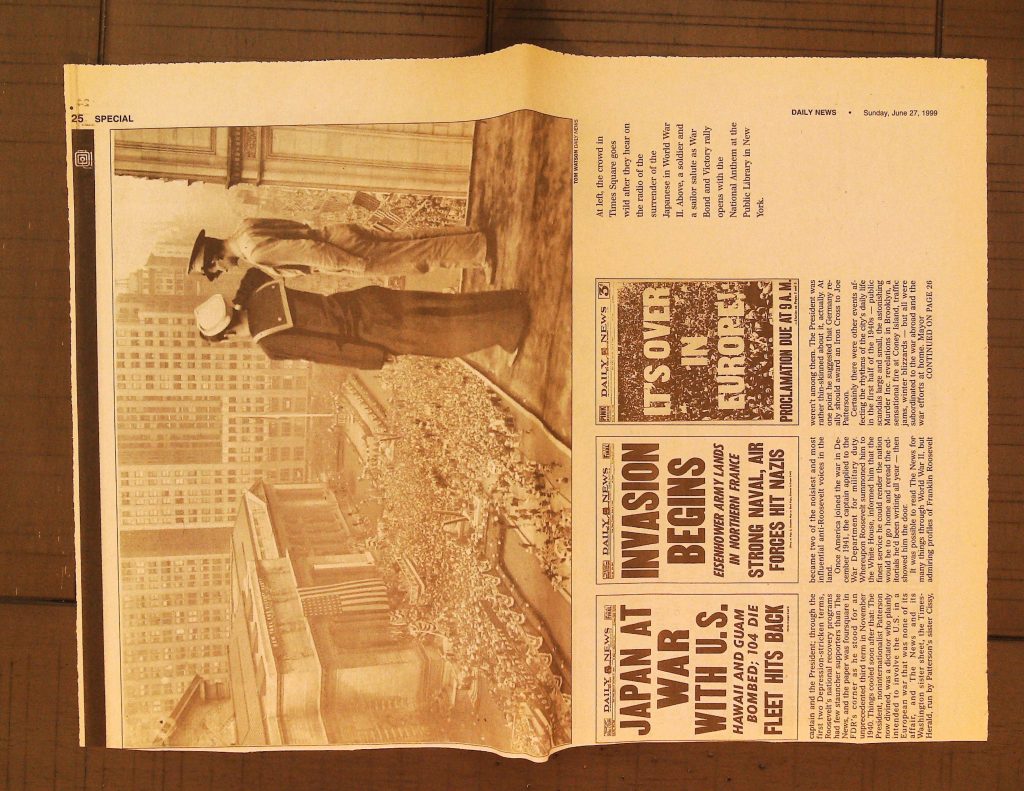 25 SPECIAL
DAILY NEWS • Sunday, June 27, 1999
TOM WATSON DAILY NEWS
At left, the crowd in
Times Square goes
wild after they hear on
the radio of the
surrender of the
Japanese in World War
II. Above, a soldier and
a sailor salute as War
Bond and Victory rally
opens with the
National Anthem at the
Public Library in New
York.
DAILY NEWS
JAPAN AT
WAR
WITH U.S.
HAWAII AND GUAM
BOMBED; 104 DIE
FLEET HITS BACK
DAILY NEWS
INVASION
BEGINS
EISENHOWER ARMY LANDS
IN NORTHERN FRANCE
STRONG NAVAL, AIR
FORCES HIT NAZIS
DAILY NEWS
IT'S OVER
IN
EUROPE!
PROCLAMATION DUE AT 9 A.M.
captain and the President; through the
first two Depression-stricken terms,
Roosevelt's national recovery programs
had few stauncher supporters than The
News, and the paper was foursquare in
FDR's corner as he stood for an
unprecedented third term in November
1940. Things cooled soon after that: The
President, noninternationalist Patterson
now divined, was a dictator who plainly
intended to involve the U.S. in a
European war that was none of its
affair, and The News and its
Washington sister sheet, the Times-
Herald, run by Patterson's sister Cissy,
became two of the noisiest and most
influential anti-Roosevelt voices in the
land.
Once America joined the war in De-
cember 1941, the captain applied to the
War Department for military duty.
Whereupon Roosevelt summoned him to
the White House, informed him that the
finest service he could render the nation
would be to go home and reread the ed-
itorials he'd been writing all year — then
showed him the door.
It was possible to read The News for
many things through World War II, but
admiring profiles of Franklin Roosevelt
weren't among them. The President was
rather thin-skinned about it, actually. At
one point he suggested that Germany re-
ally should award an Iron Cross to Joe
Patterson.
Certainly there were other events af-
fecting the rhythms of the city's daily life
in the first half of the 1940s — public
scandals large and small, the astonishing
Murder Inc. revelations in Brooklyn, a
sensational fire at Coney Island, traffic
jams, winter blizzards — but all were
subordinated to the war abroad and the
war efforts at home. Mayor
CONTINUED ON PAGE 26